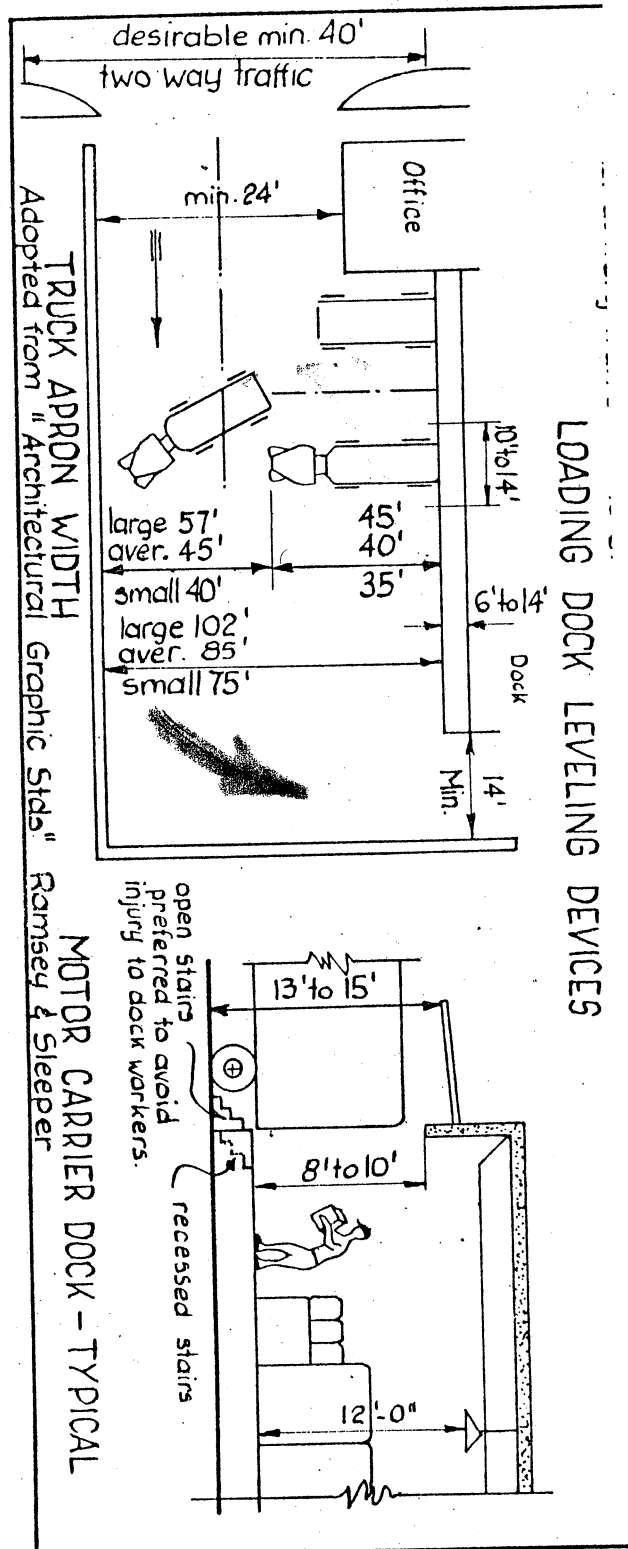 LOADING DOCK LEVELING DEVICES
desirable min. 40'
two way traffic
Office
min. 24'
10' to 14'
large 57'
aver. 45'
small 40'
45'
40'
35'
6' to 14'
Dock
large 102'
aver. 85'
small 75'
14'
Min.
TRUCK APRON WIDTH
Adopted from "Architectural Graphic Stds." Ramsey & Sleeper
13' to 15'
open stairs
preferred to avoid
injury to dock workers.
8' to 10'
recessed stairs
12'-0"
MOTOR CARRIER DOCK - TYPICAL